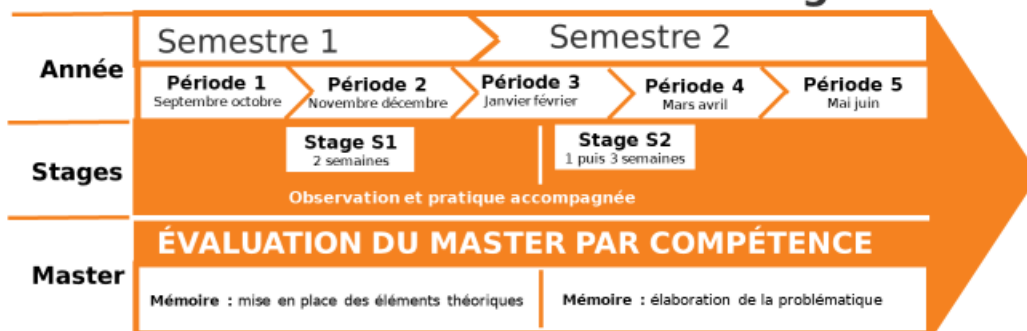 Semestre 1
Semestre 2
Année
Période 1
Septembre octobre
Période 2
Novembre décembre
Période 3
Janvier février
Période 4
Mars avril
Période 5
Mai juin
Stages
Stage S1
2 semaines
Stage S2
1 puis 3 semaines
Observation et pratique accompagnée
Master
ÉVALUATION DU MASTER PAR COMPÉTENCE
Mémoire : mise en place des éléments théoriques
Mémoire : élaboration de la problématique